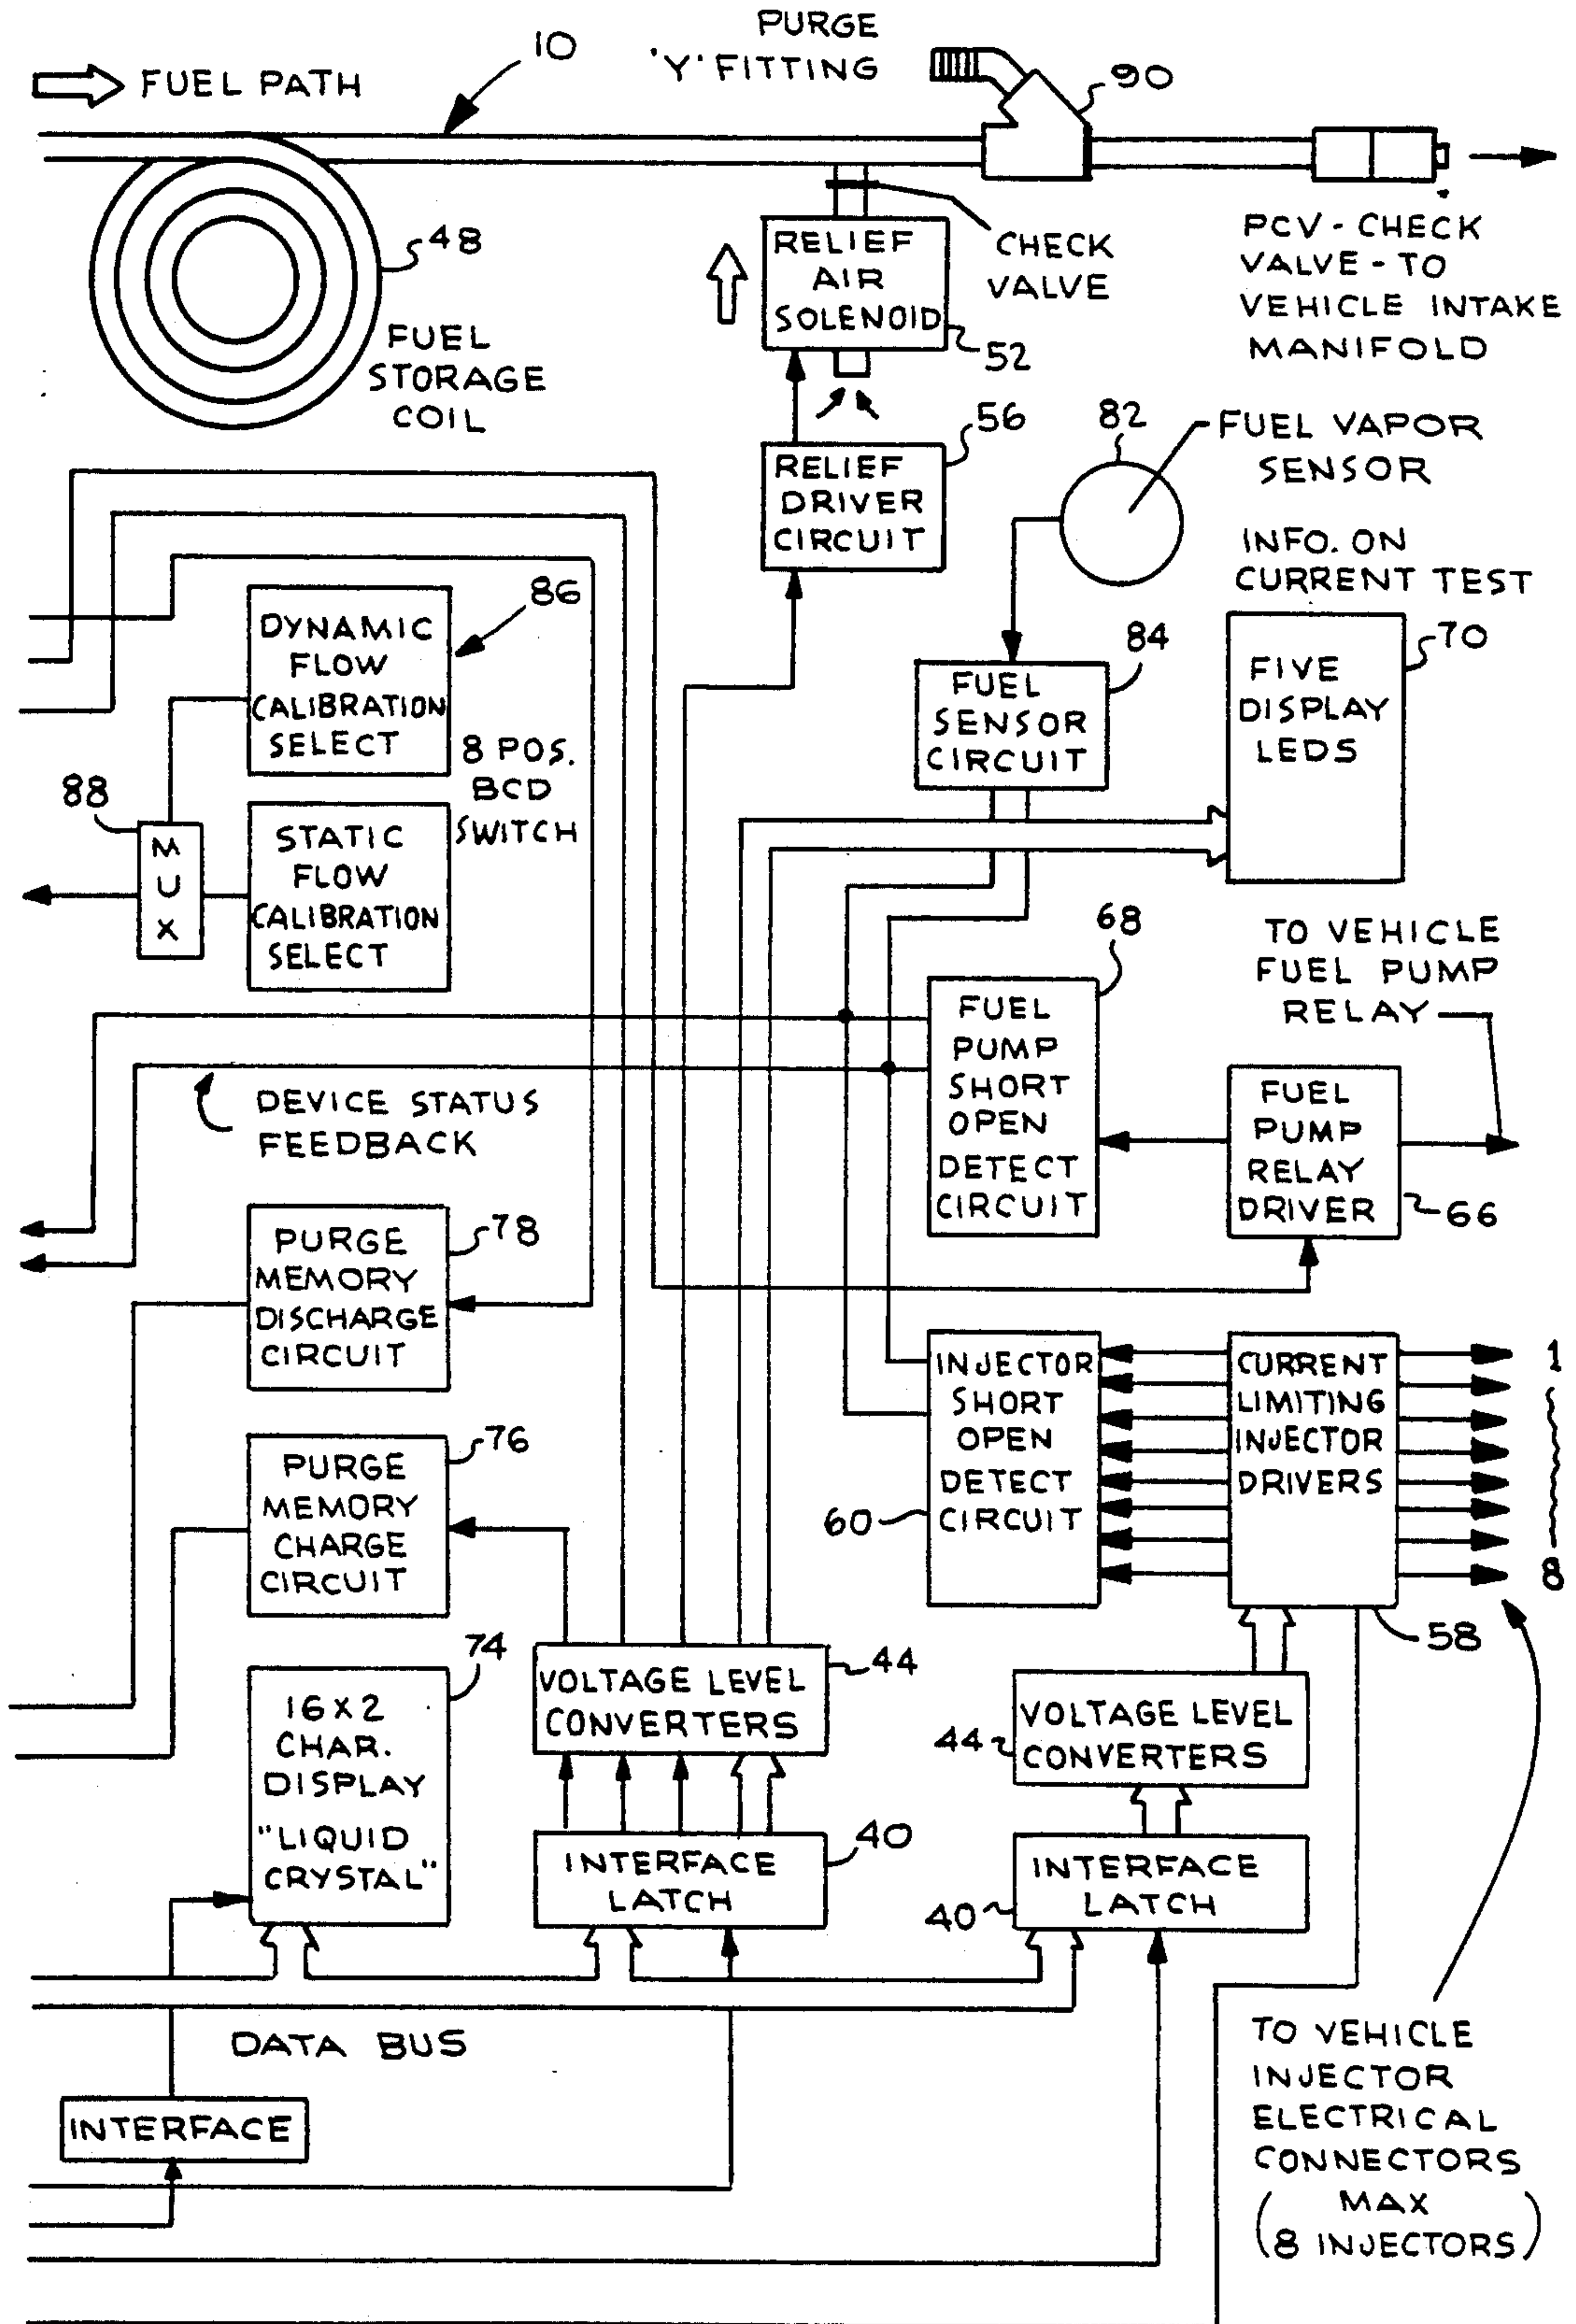 PURGE
'Y' FITTING
10
90
FUEL PATH
48
FUEL
STORAGE
COIL
RELIEF
AIR
SOLENOID
52
CHECK
VALVE
PCV - CHECK
VALVE - TO
VEHICLE INTAKE
MANIFOLD
RELIEF
DRIVER
CIRCUIT
56
82
FUEL VAPOR
SENSOR
INFO. ON
CURRENT TEST
DYNAMIC
FLOW
CALIBRATION
SELECT
86
8 POS.
BCD
SWITCH
88
MUX
STATIC
FLOW
CALIBRATION
SELECT
FUEL
SENSOR
CIRCUIT
84
FIVE
DISPLAY
LEDS
70
TO VEHICLE
FUEL PUMP
RELAY
FUEL
PUMP
SHORT
OPEN
DETECT
CIRCUIT
68
FUEL
PUMP
RELAY
DRIVER
66
DEVICE STATUS
FEEDBACK
PURGE
MEMORY
DISCHARGE
CIRCUIT
78
PURGE
MEMORY
CHARGE
CIRCUIT
76
INJECTOR
SHORT
OPEN
DETECT
CIRCUIT
60
CURRENT
LIMITING
INJECTOR
DRIVERS
58
1
8
16X2
CHAR.
DISPLAY
"LIQUID
CRYSTAL"
74
VOLTAGE LEVEL
CONVERTERS
44
VOLTAGE LEVEL
CONVERTERS
44
INTERFACE
LATCH
40
INTERFACE
LATCH
40
DATA BUS
INTERFACE
TO VEHICLE
INJECTOR
ELECTRICAL
CONNECTORS
MAX
(8 INJECTORS)